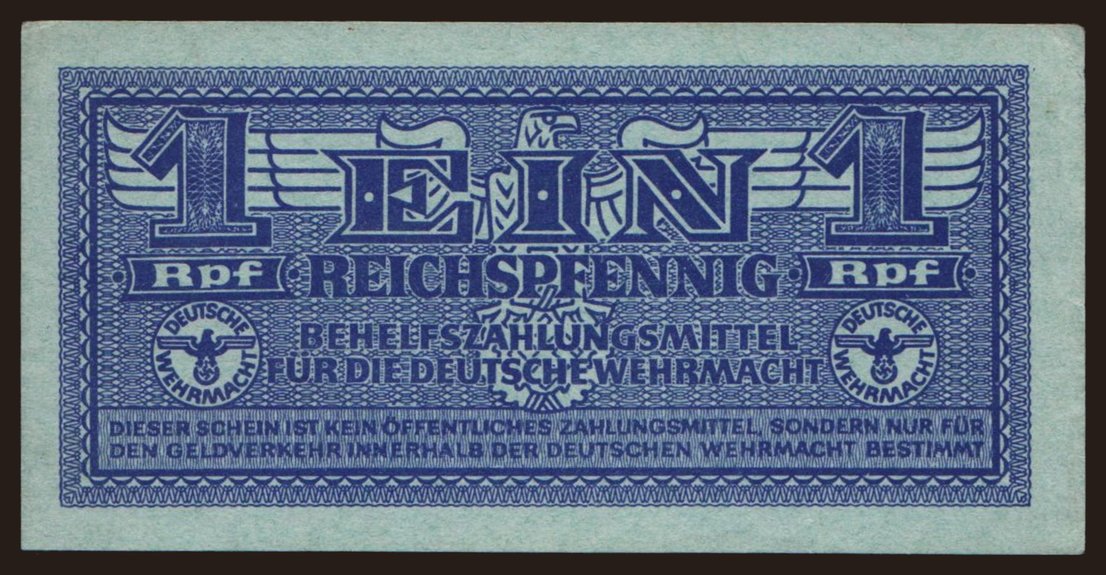 1 EIN 1
Rpf REICHSPFENNIG Rpf
DEUTSCHE WEHRMACHT
BEHELFSZAHLUNGSMITTEL
FÜR DIE DEUTSCHE WEHRMACHT
DEUTSCHE WEHRMACHT
DIESER SCHEIN IST KEIN ÖFFENTLICHES ZAHLUNGSMITTEL, SONDERN NUR FÜR
DEN GELDVERKEHR INNERHALB DER DEUTSCHEN WEHRMACHT BESTIMMT